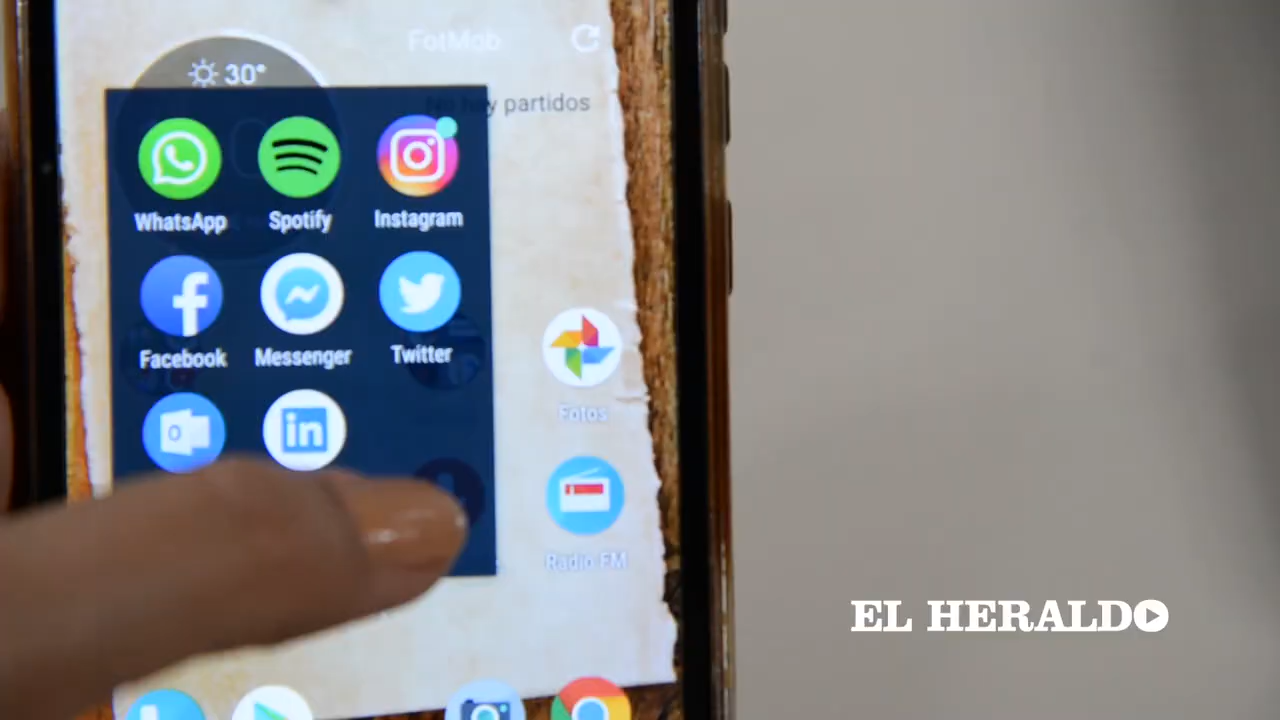 FotMob
30°
No hay partidos
WhatsApp Spotify Instagram
Facebook Messenger Twitter
Fotos
Radio FM
EL HERALDO